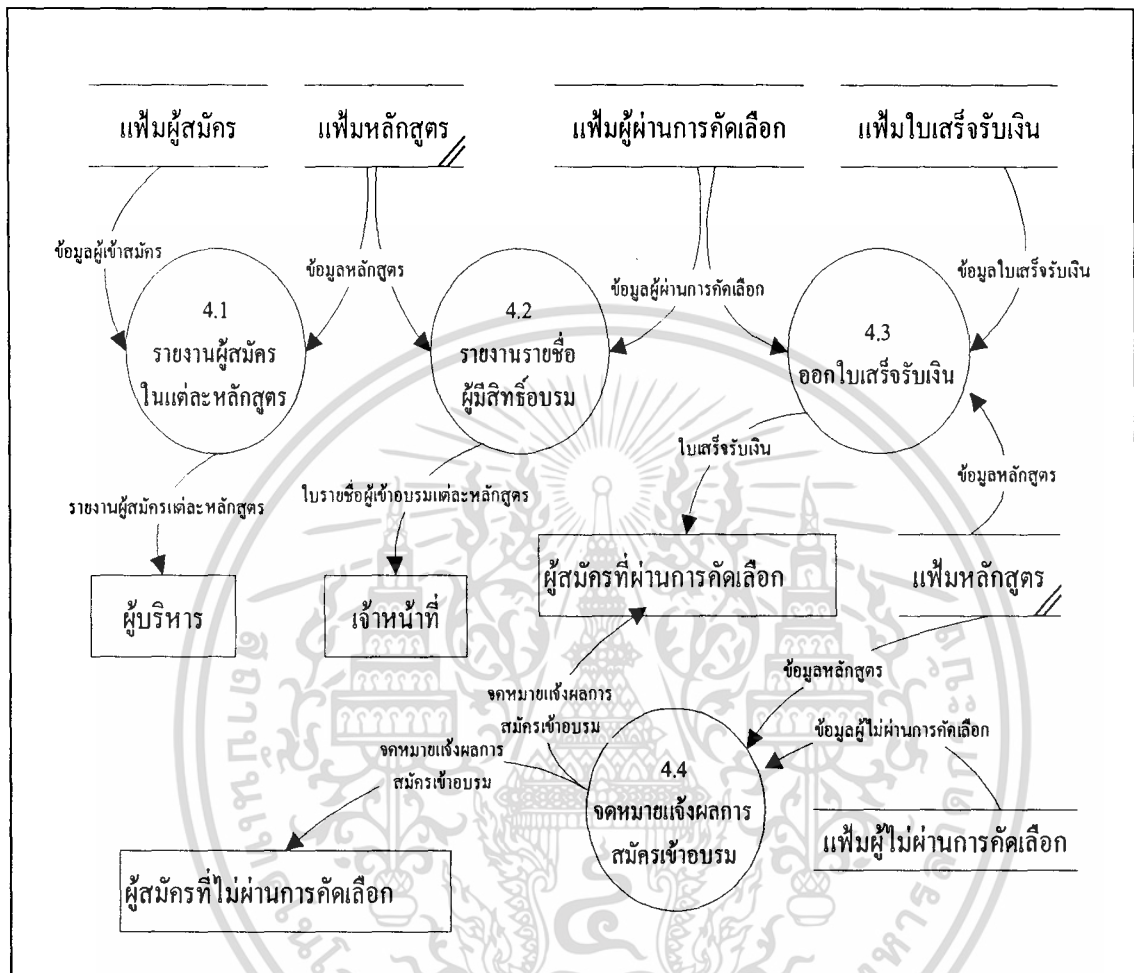 แฟ้มผู้สมัคร
แฟ้มหลักสูตร
แฟ้มผู้ผ่านการคัดเลือก
แฟ้มใบเสร็จรับเงิน
ข้อมูลผู้เข้าสมัคร
ข้อมูลหลักสูตร
ข้อมูลผู้ผ่านการคัดเลือก
ข้อมูลใบเสร็จรับเงิน
4.1
รายงานผู้สมัคร
ในแต่ละหลักสูตร
4.2
รายงานรายชื่อ
ผู้มีสิทธิ์อบรม
4.3
ออกใบเสร็จรับเงิน
รายงานผู้สมัครแต่ละหลักสูตร
ใบรายชื่อผู้เข้าอบรมแต่ละหลักสูตร
ใบเสร็จรับเงิน
ข้อมูลหลักสูตร
ผู้บริหาร
เจ้าหน้าที่
ผู้สมัครที่ผ่านการคัดเลือก
แฟ้มหลักสูตร
จดหมายแจ้งผลการ
สมัครเข้าอบรม
จดหมายแจ้งผลการ
สมัครเข้าอบรม
ข้อมูลหลักสูตร
ข้อมูลผู้ไม่ผ่านการคัดเลือก
4.4
จดหมายแจ้งผลการ
สมัครเข้าอบรม
แฟ้มผู้ไม่ผ่านการคัดเลือก
ผู้สมัครที่ไม่ผ่านการคัดเลือก